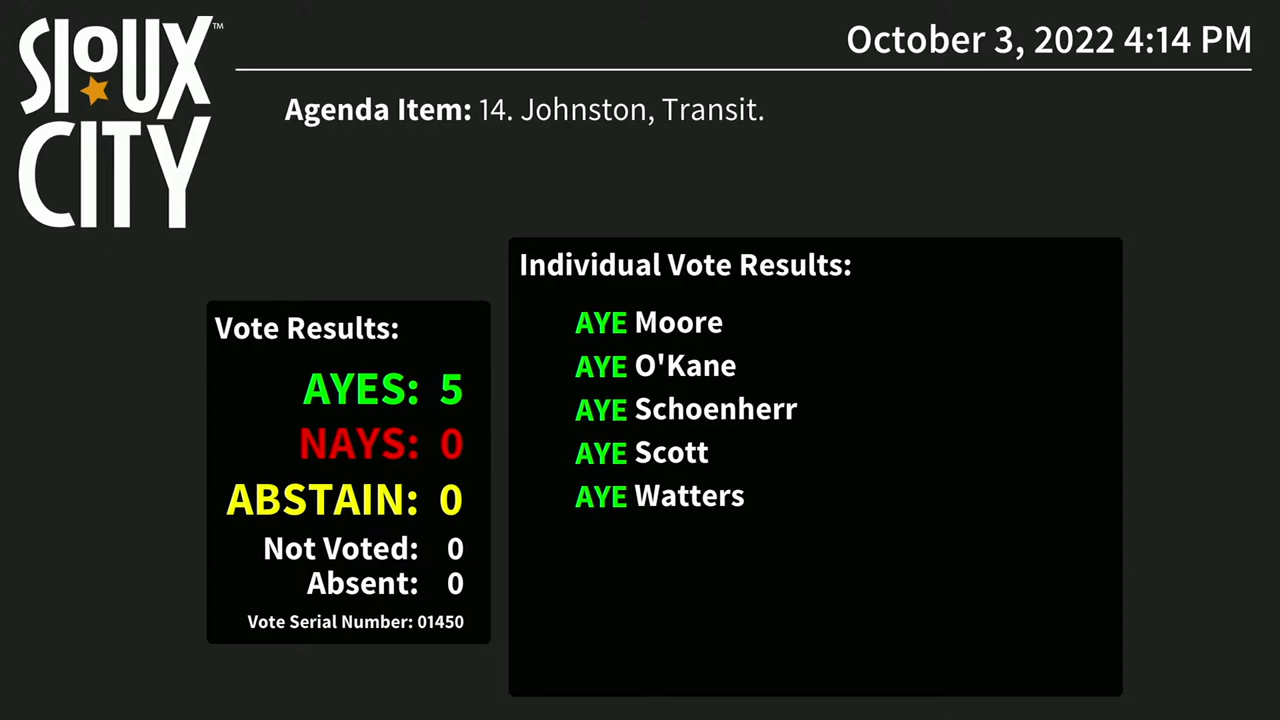 SIOUX
CITY™
October 3, 2022 4:14 PM
Agenda Item: 14. Johnston, Transit.
Vote Results:
AYES: 5
NAYS: 0
ABSTAIN: 0
Not Voted: 0
Absent: 0
Vote Serial Number: 01450
Individual Vote Results:
AYE Moore
AYE O'Kane
AYE Schoenherr
AYE Scott
AYE Watters